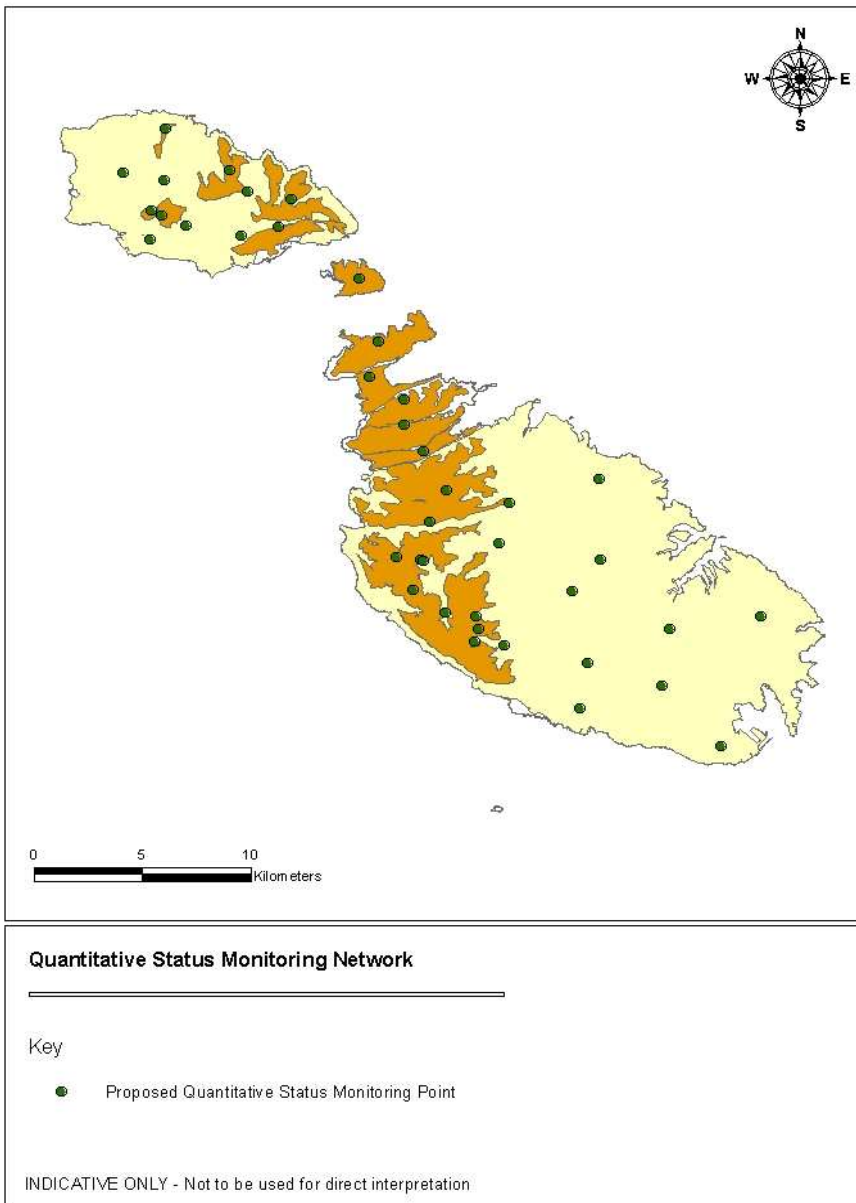 N
W E
S
0 5 10
Kilometers
Quantitative Status Monitoring Network
Key
Proposed Quantitative Status Monitoring Point
INDICATIVE ONLY - Not to be used for direct interpretation